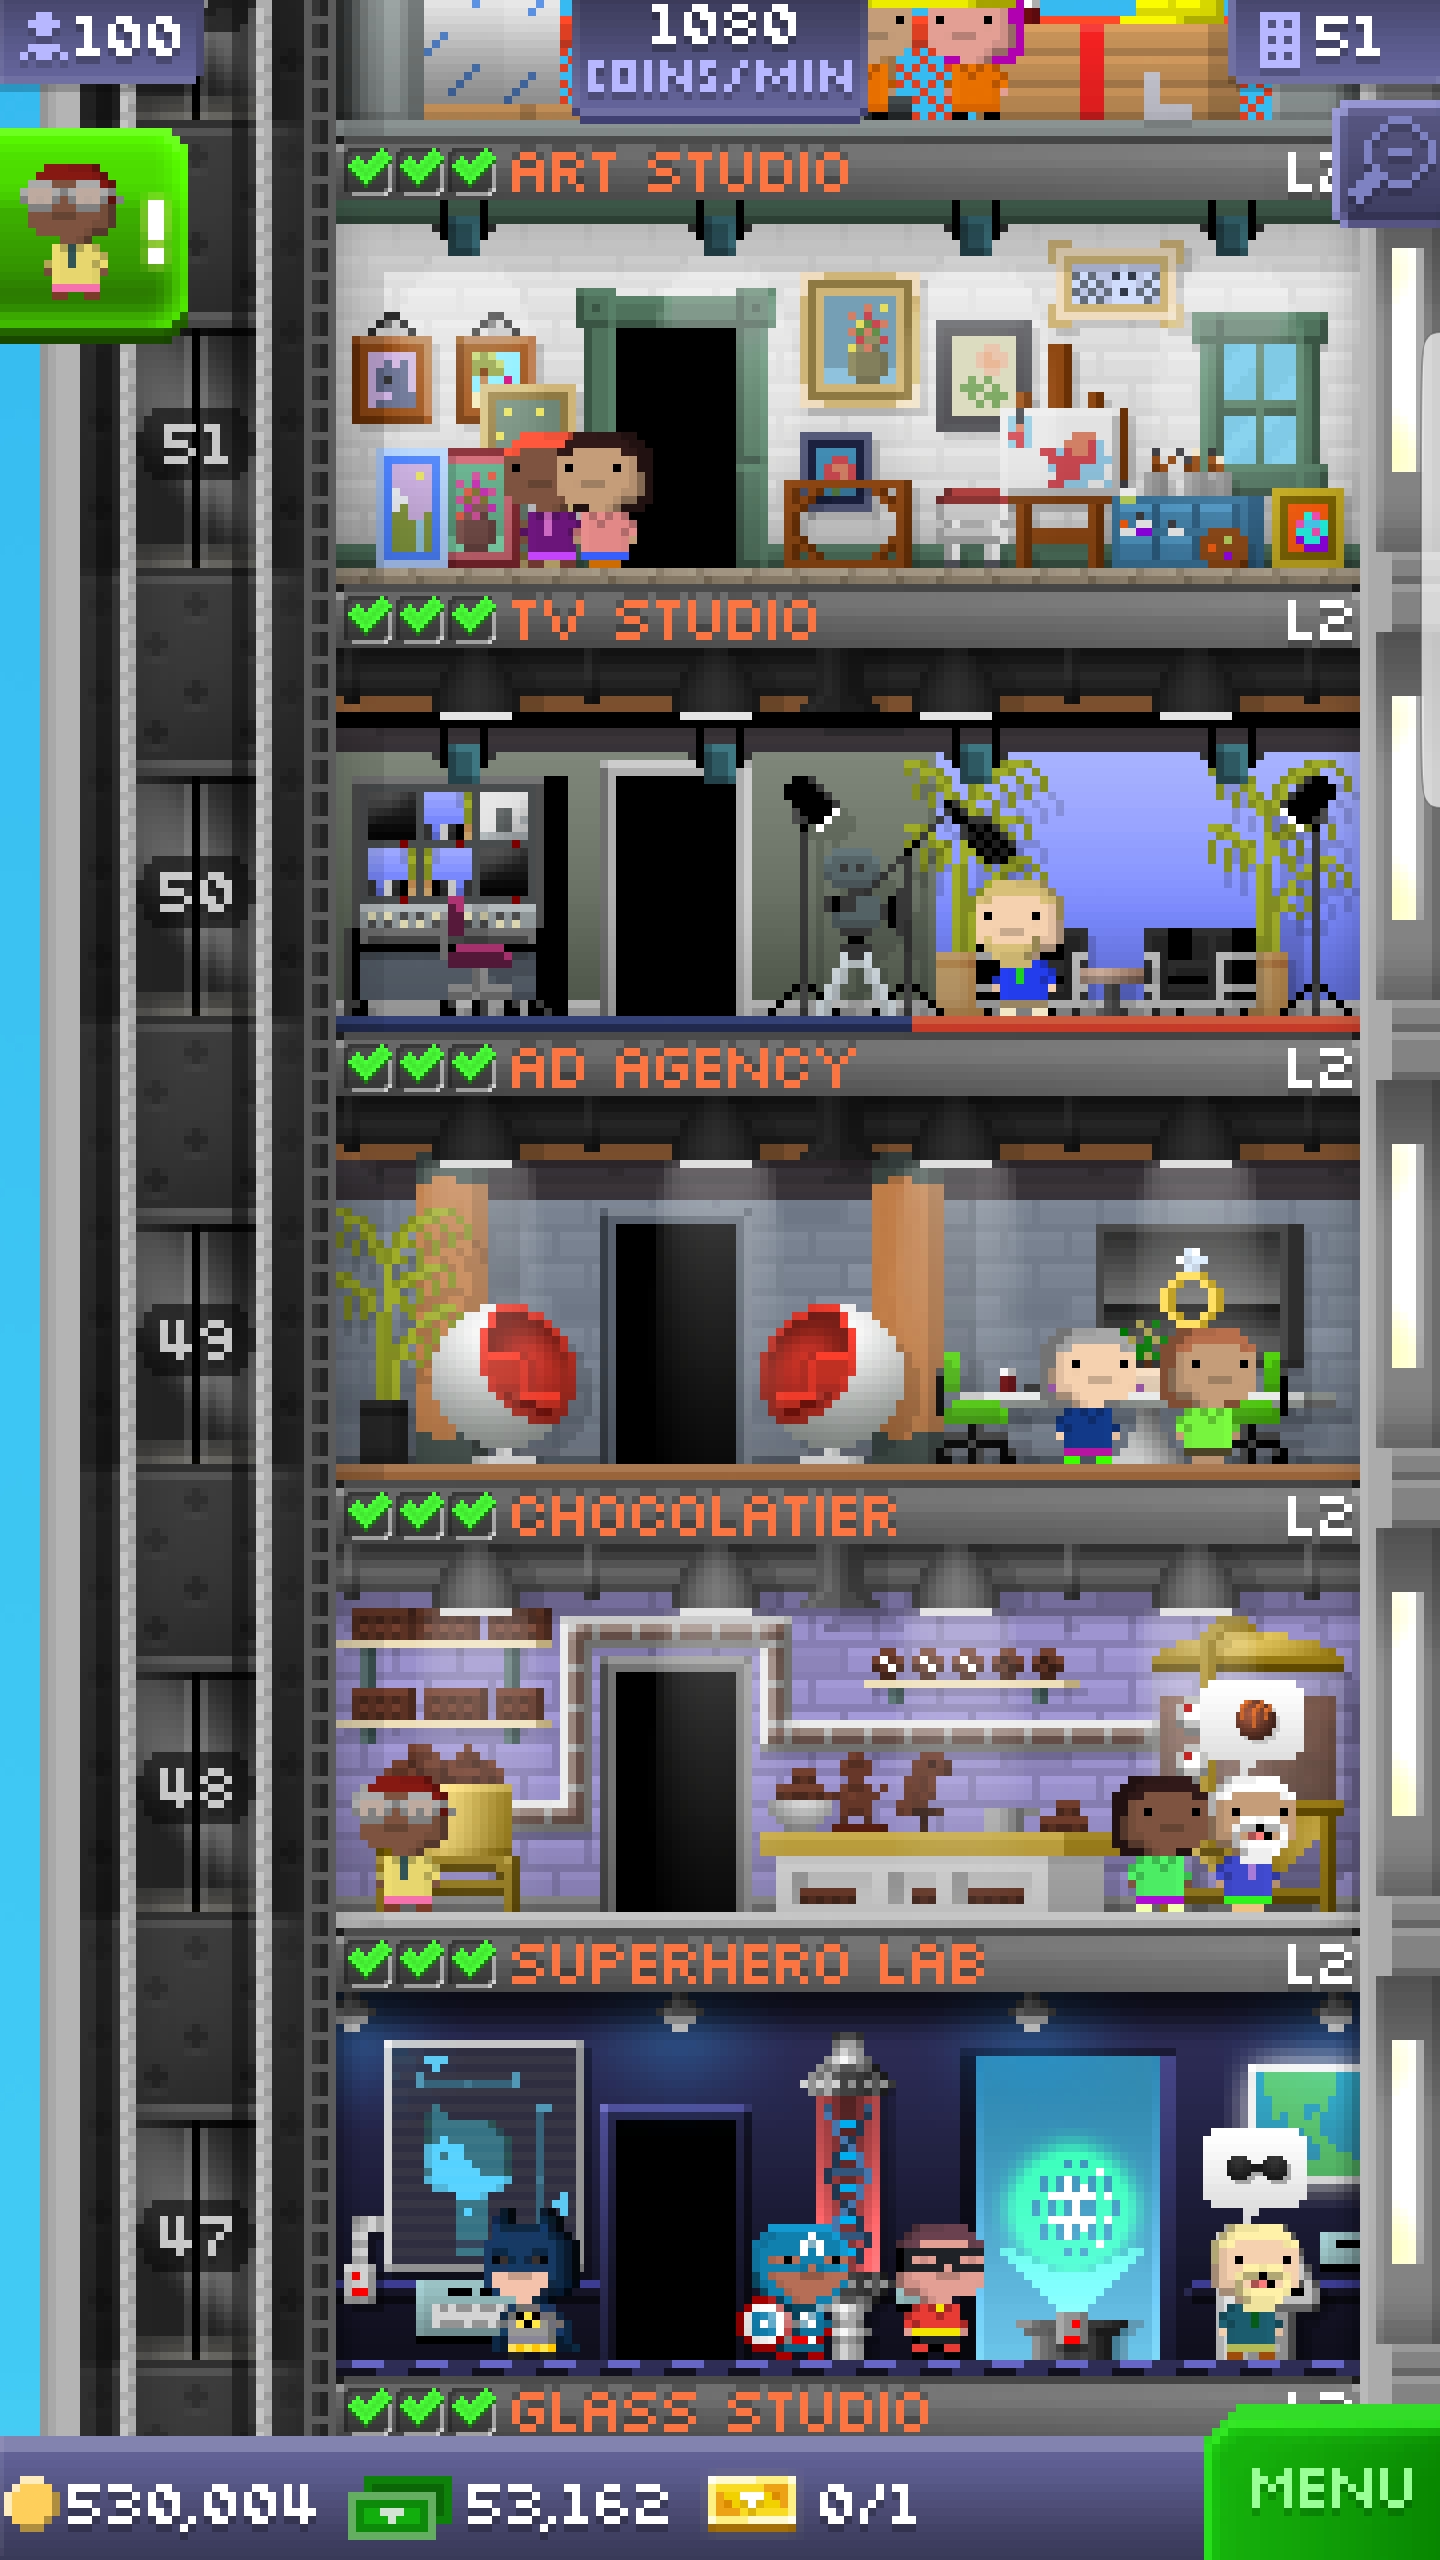 100
1080
COINS/MIN
51
ART STUDIO
51
TV STUDIO L2
50
AD AGENCY L2
49
CHOCOLATIER L2
48
SUPERHERO LAB L2
47
GLASS STUDIO
530,004 53,162 0/1
MENU